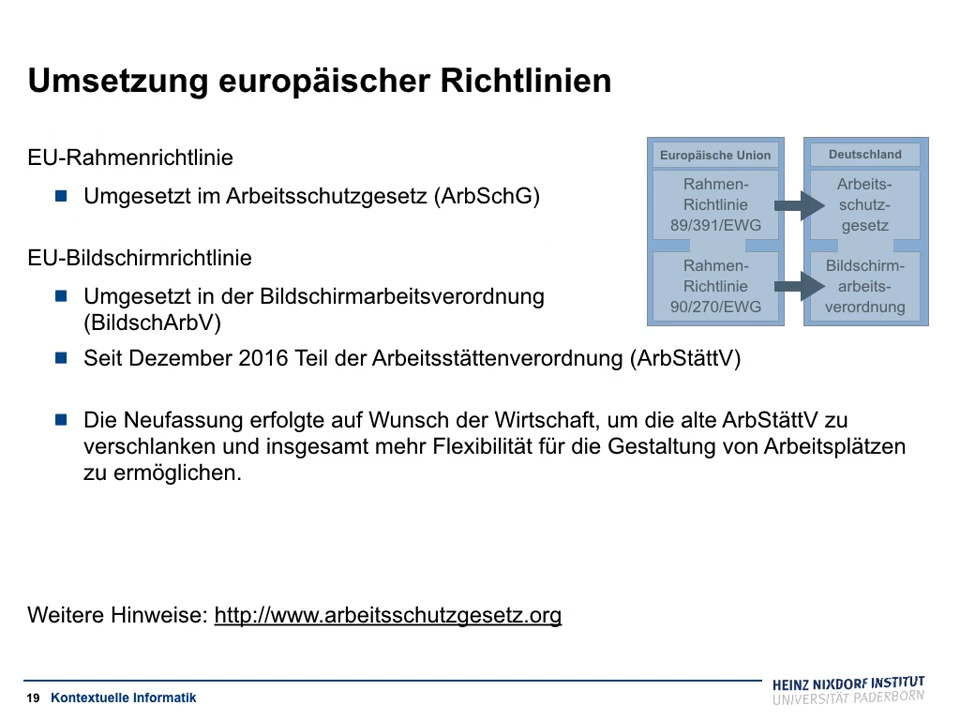 Umsetzung europäischer Richtlinien
EU-Rahmenrichtlinie
Umgesetzt im Arbeitsschutzgesetz (ArbSchG)
EU-Bildschirmrichtlinie
Umgesetzt in der Bildschirmarbeitsverordnung
(BildschArbV)
Seit Dezember 2016 Teil der Arbeitsstättenverordnung (ArbStättV)
Die Neufassung erfolgte auf Wunsch der Wirtschaft, um die alte ArbStättV zu
verschlanken und insgesamt mehr Flexibilität für die Gestaltung von Arbeitsplätzen
zu ermöglichen.
Europäische Union
Rahmen-
Richtlinie
89/391/EWG
Rahmen-
Richtlinie
90/270/EWG
Deutschland
Arbeits-
schutz-
gesetz
Bildschirm-
arbeits-
verordnung
Weitere Hinweise: http://www.arbeitsschutzgesetz.org
19 Kontextuelle Informatik
HEINZ NIXDORF INSTITUT
UNIVERSITÄT PADERBORN